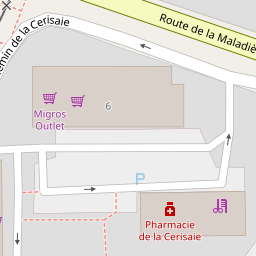 Route de la Maladiè
emin de la Cerisaie
6
Migros
Outlet
P
Pharmacie
de la Cerisaie